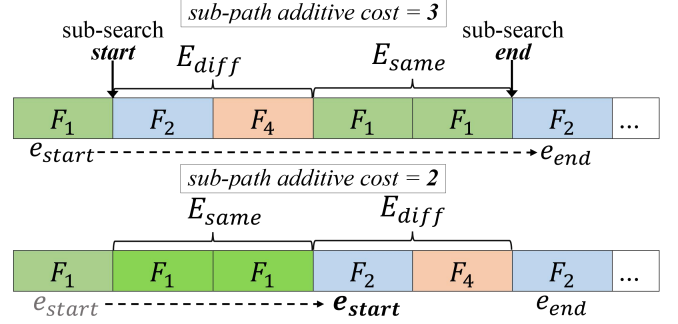 sub-path additive cost = 3
sub-search start
sub-search end
E_diff E_same
F_1 F_2 F_4 F_1 F_1 F_2 ...
e_start e_end
sub-path additive cost = 2
E_same E_diff
F_1 F_1 F_1 F_2 F_4 F_2 ...
e_start e_start e_end